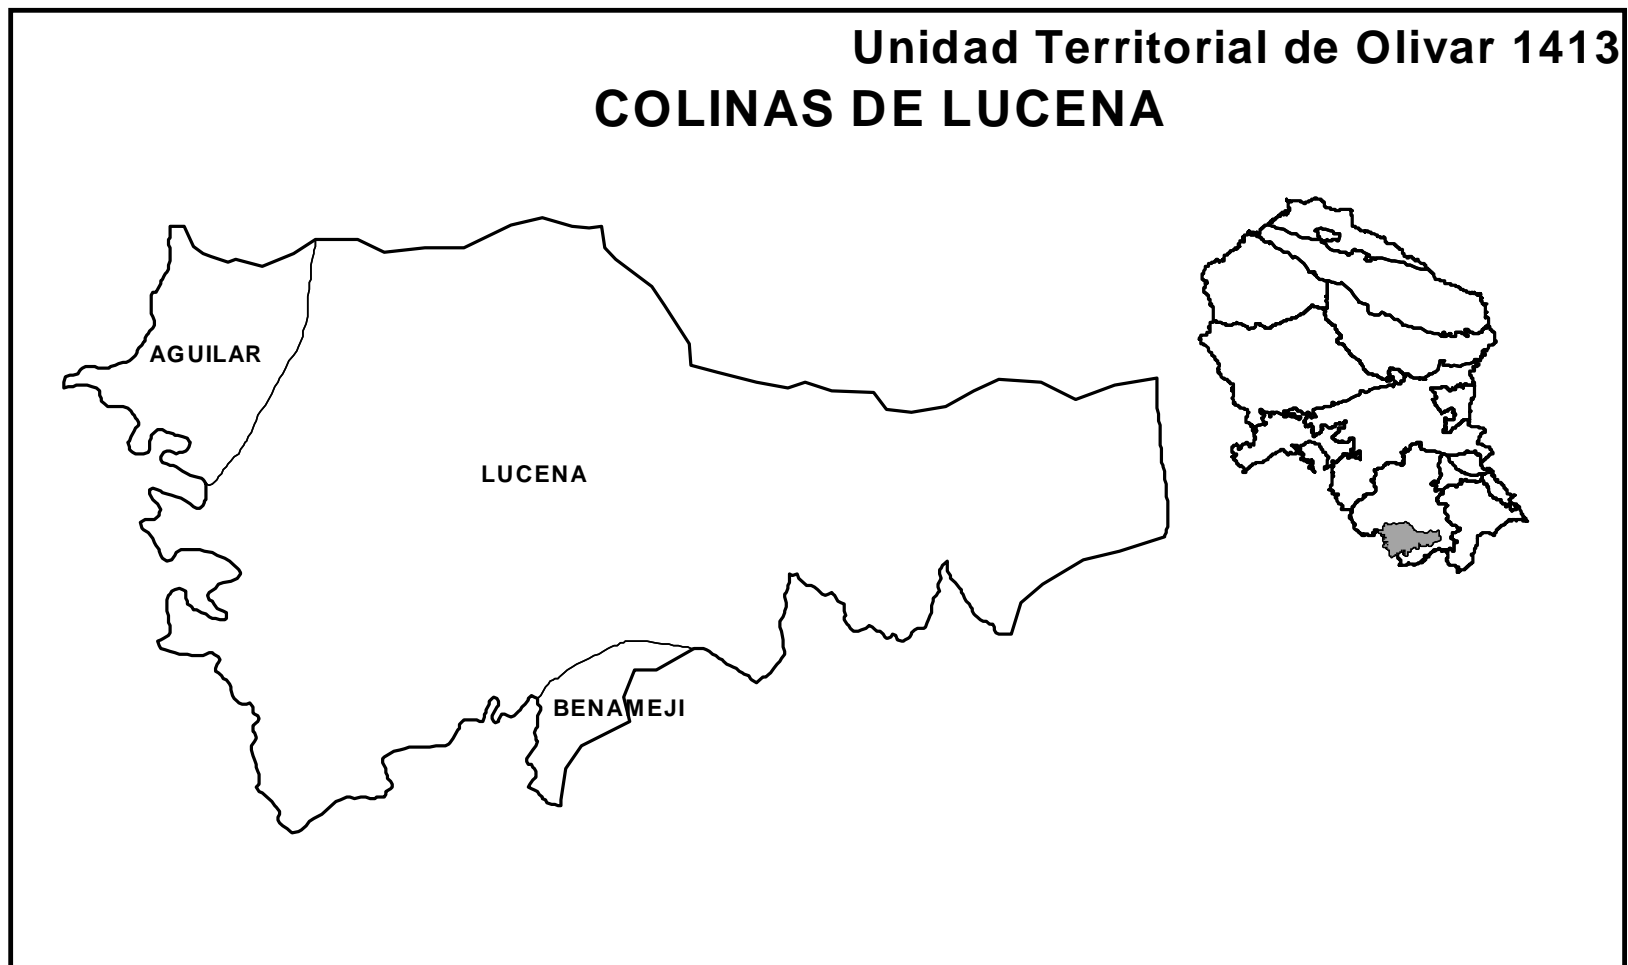 Unidad Territorial de Olivar 1413
COLINAS DE LUCENA
AGUILAR
LUCENA
BENAMEJI